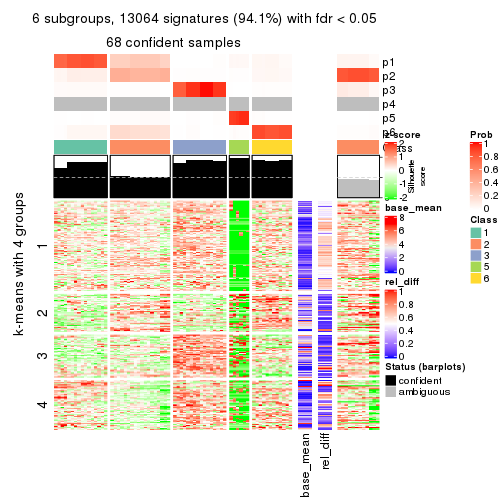 6 subgroups, 13064 signatures (94.1%) with fdr < 0.05
68 confident samples
p1
p2
p3
p4
p5
p6
Class
k-means with 4 groups
1
2
3
4
Silhouette
score
z-score
2
1
0
-1
-2
base_mean
8
6
4
2
0
rel_diff
1
0.8
0.6
0.4
0.2
0
Status (barplots)
confident
ambiguous
Prob
1
0.8
0.6
0.4
0.2
0
Class
1
2
3
5
6
base_mean
rel_diff